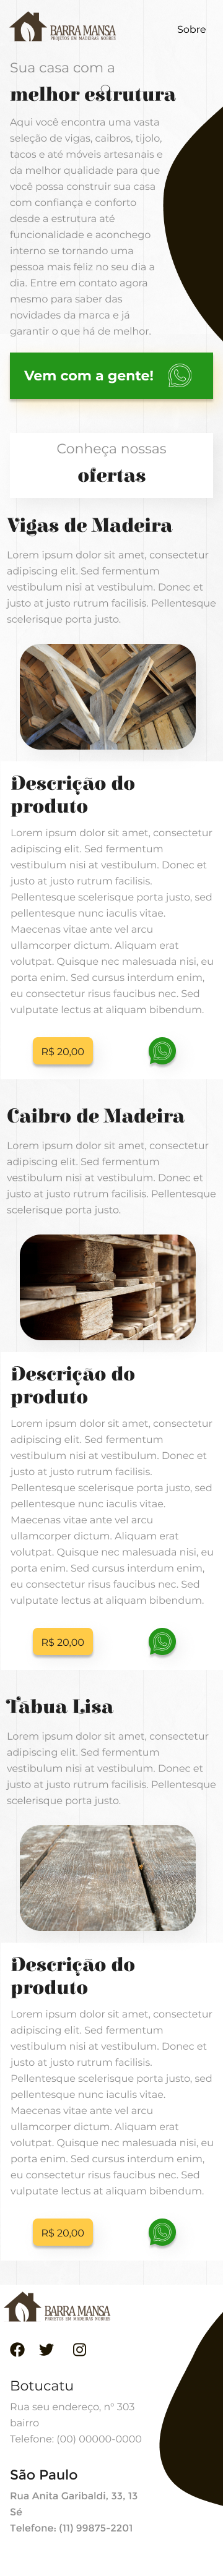 BARRA MANSA
PROJETOS EM MADEIRAS NOBRES
Sobre
Sua casa com a
melhor estrutura
Aqui você encontra uma vasta
seleção de vigas, caibros, tijolo,
tacos e até móveis artesanais e
da melhor qualidade para que
você possa construir sua casa
com confiança e conforto
desde a estrutura até
funcionalidade e aconchego
interno se tornando uma
pessoa mais feliz no seu dia a
dia. Entre em contato agora
mesmo para saber das
novidades da marca e já
garantir o que há de melhor.
Vem com a gente!
Conheça nossas
ofertas
Vigas de Madeira
Lorem ipsum dolor sit amet, consectetur
adipiscing elit. Sed fermentum
vestibulum nisi at vestibulum. Donec et
justo at justo rutrum facilisis. Pellentesque
scelerisque porta justo.
Descrição do
produto
Lorem ipsum dolor sit amet, consectetur
adipiscing elit. Sed fermentum
vestibulum nisi at vestibulum. Donec et
justo at justo rutrum facilisis.
Pellentesque scelerisque porta justo, sed
pellentesque nunc iaculis vitae.
Maecenas vitae ante vel arcu
ullamcorper dictum. Aliquam erat
volutpat. Quisque nec malesuada nisi, eu
porta enim. Sed cursus interdum enim,
eu consectetur risus faucibus nec. Sed
vulputate lectus at aliquam bibendum.
R$ 20,00
Caibro de Madeira
Lorem ipsum dolor sit amet, consectetur
adipiscing elit. Sed fermentum
vestibulum nisi at vestibulum. Donec et
justo at justo rutrum facilisis. Pellentesque
scelerisque porta justo.
Descrição do
produto
Lorem ipsum dolor sit amet, consectetur
adipiscing elit. Sed fermentum
vestibulum nisi at vestibulum. Donec et
justo at justo rutrum facilisis.
Pellentesque scelerisque porta justo, sed
pellentesque nunc iaculis vitae.
Maecenas vitae ante vel arcu
ullamcorper dictum. Aliquam erat
volutpat. Quisque nec malesuada nisi, eu
porta enim. Sed cursus interdum enim,
eu consectetur risus faucibus nec. Sed
vulputate lectus at aliquam bibendum.
R$ 20,00
Tabua Lisa
Lorem ipsum dolor sit amet, consectetur
adipiscing elit. Sed fermentum
vestibulum nisi at vestibulum. Donec et
justo at justo rutrum facilisis. Pellentesque
scelerisque porta justo.
Descrição do
produto
Lorem ipsum dolor sit amet, consectetur
adipiscing elit. Sed fermentum
vestibulum nisi at vestibulum. Donec et
justo at justo rutrum facilisis.
Pellentesque scelerisque porta justo, sed
pellentesque nunc iaculis vitae.
Maecenas vitae ante vel arcu
ullamcorper dictum. Aliquam erat
volutpat. Quisque nec malesuada nisi, eu
porta enim. Sed cursus interdum enim,
eu consectetur risus faucibus nec. Sed
vulputate lectus at aliquam bibendum.
R$ 20,00
BARRA MANSA
PROJETOS EM MADEIRAS NOBRES
Botucatu
Rua seu endereço, n° 303
bairro
Telefone: (00) 00000-0000
São Paulo
Rua Anita Garibaldi, 33, 13
Sé
Telefone: (11) 99875-2201